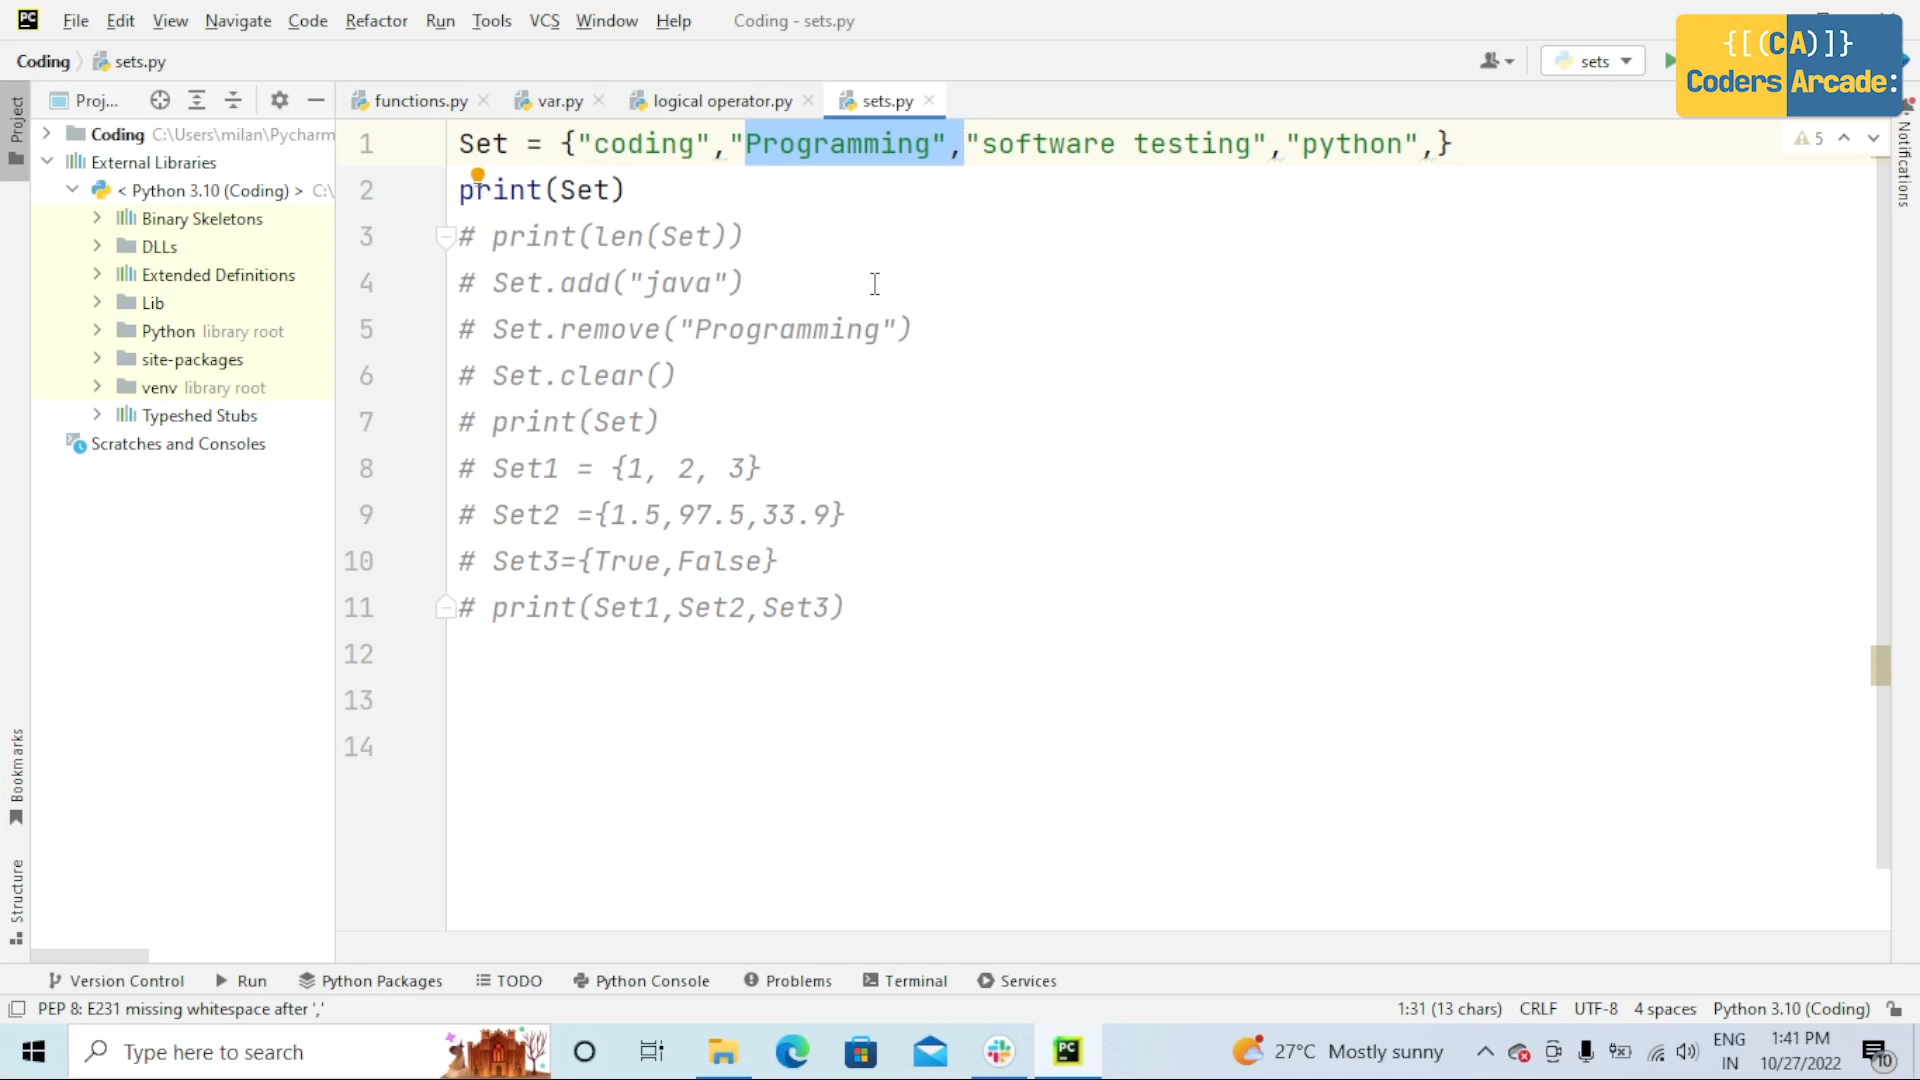 File Edit View Navigate Code Refactor Run Tools VCS Window Help Coding - sets.py
{[(CA)]}
Coders Arcade:
Coding sets.py
sets
Proj...
functions.py
var.py
logical operator.py
sets.py
Project
Coding C:\Users\milan\Pycharm
External Libraries
< Python 3.10 (Coding) > C:\
Binary Skeletons
DLLs
Extended Definitions
Lib
Python library root
site-packages
venv library root
Typeshed Stubs
Scratches and Consoles
1 Set = {"coding","Programming","software testing","python",}
5
2 print(Set)
3 # print(len(Set))
4 # Set.add("java")
5 # Set.remove("Programming")
6 # Set.clear()
7 # print(Set)
8 # Set1 = {1, 2, 3}
9 # Set2 ={1.5,97.5,33.9}
10 # Set3={True,False}
11 # print(Set1,Set2,Set3)
12
13
14
Notifications
Bookmarks
Structure
Version Control Run Python Packages TODO Python Console Problems Terminal Services
PEP 8: E231 missing whitespace after ','
1:31 (13 chars) CRLF UTF-8 4 spaces Python 3.10 (Coding)
Type here to search
27°C Mostly sunny
ENG
IN
1:41 PM
10/27/2022
10